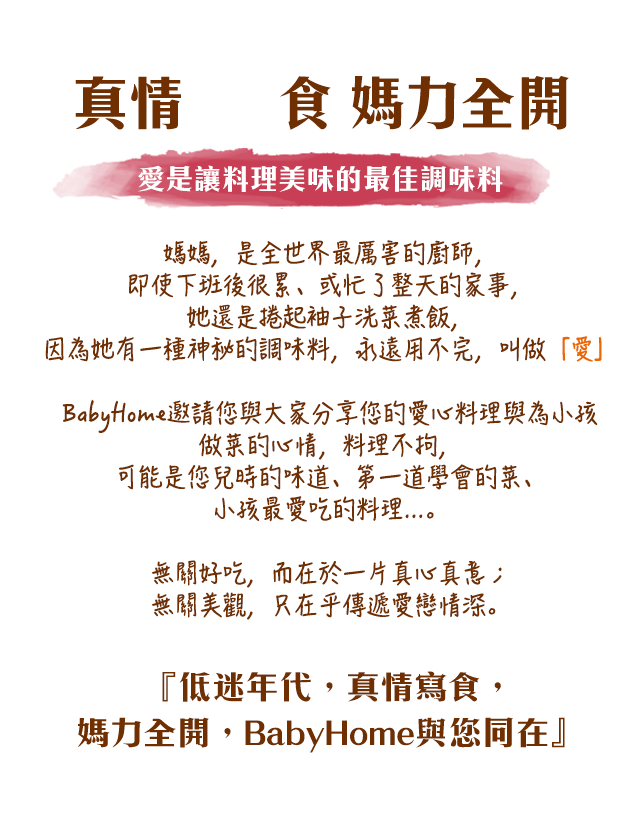 真情 食 媽力全開
愛是讓料理美味的最佳調味料
媽媽，是全世界最厲害的廚師，
即使下班後很累、或忙了整天的家事，
她還是捲起袖子洗菜煮飯，
因為她有一種神秘的調味料，永遠用不完，叫做「愛」
BabyHome邀請您與大家分享您的愛心料理與為小孩
做菜的心情，料理不拘，
可能是您兒時的味道、第一道學會的菜、
小孩最愛吃的料理...。
無關好吃，而在於一片真心真意；
無關美觀，只在乎傳遞愛戀情深。
『低迷年代，真情寫食，
媽力全開，BabyHome與您同在』